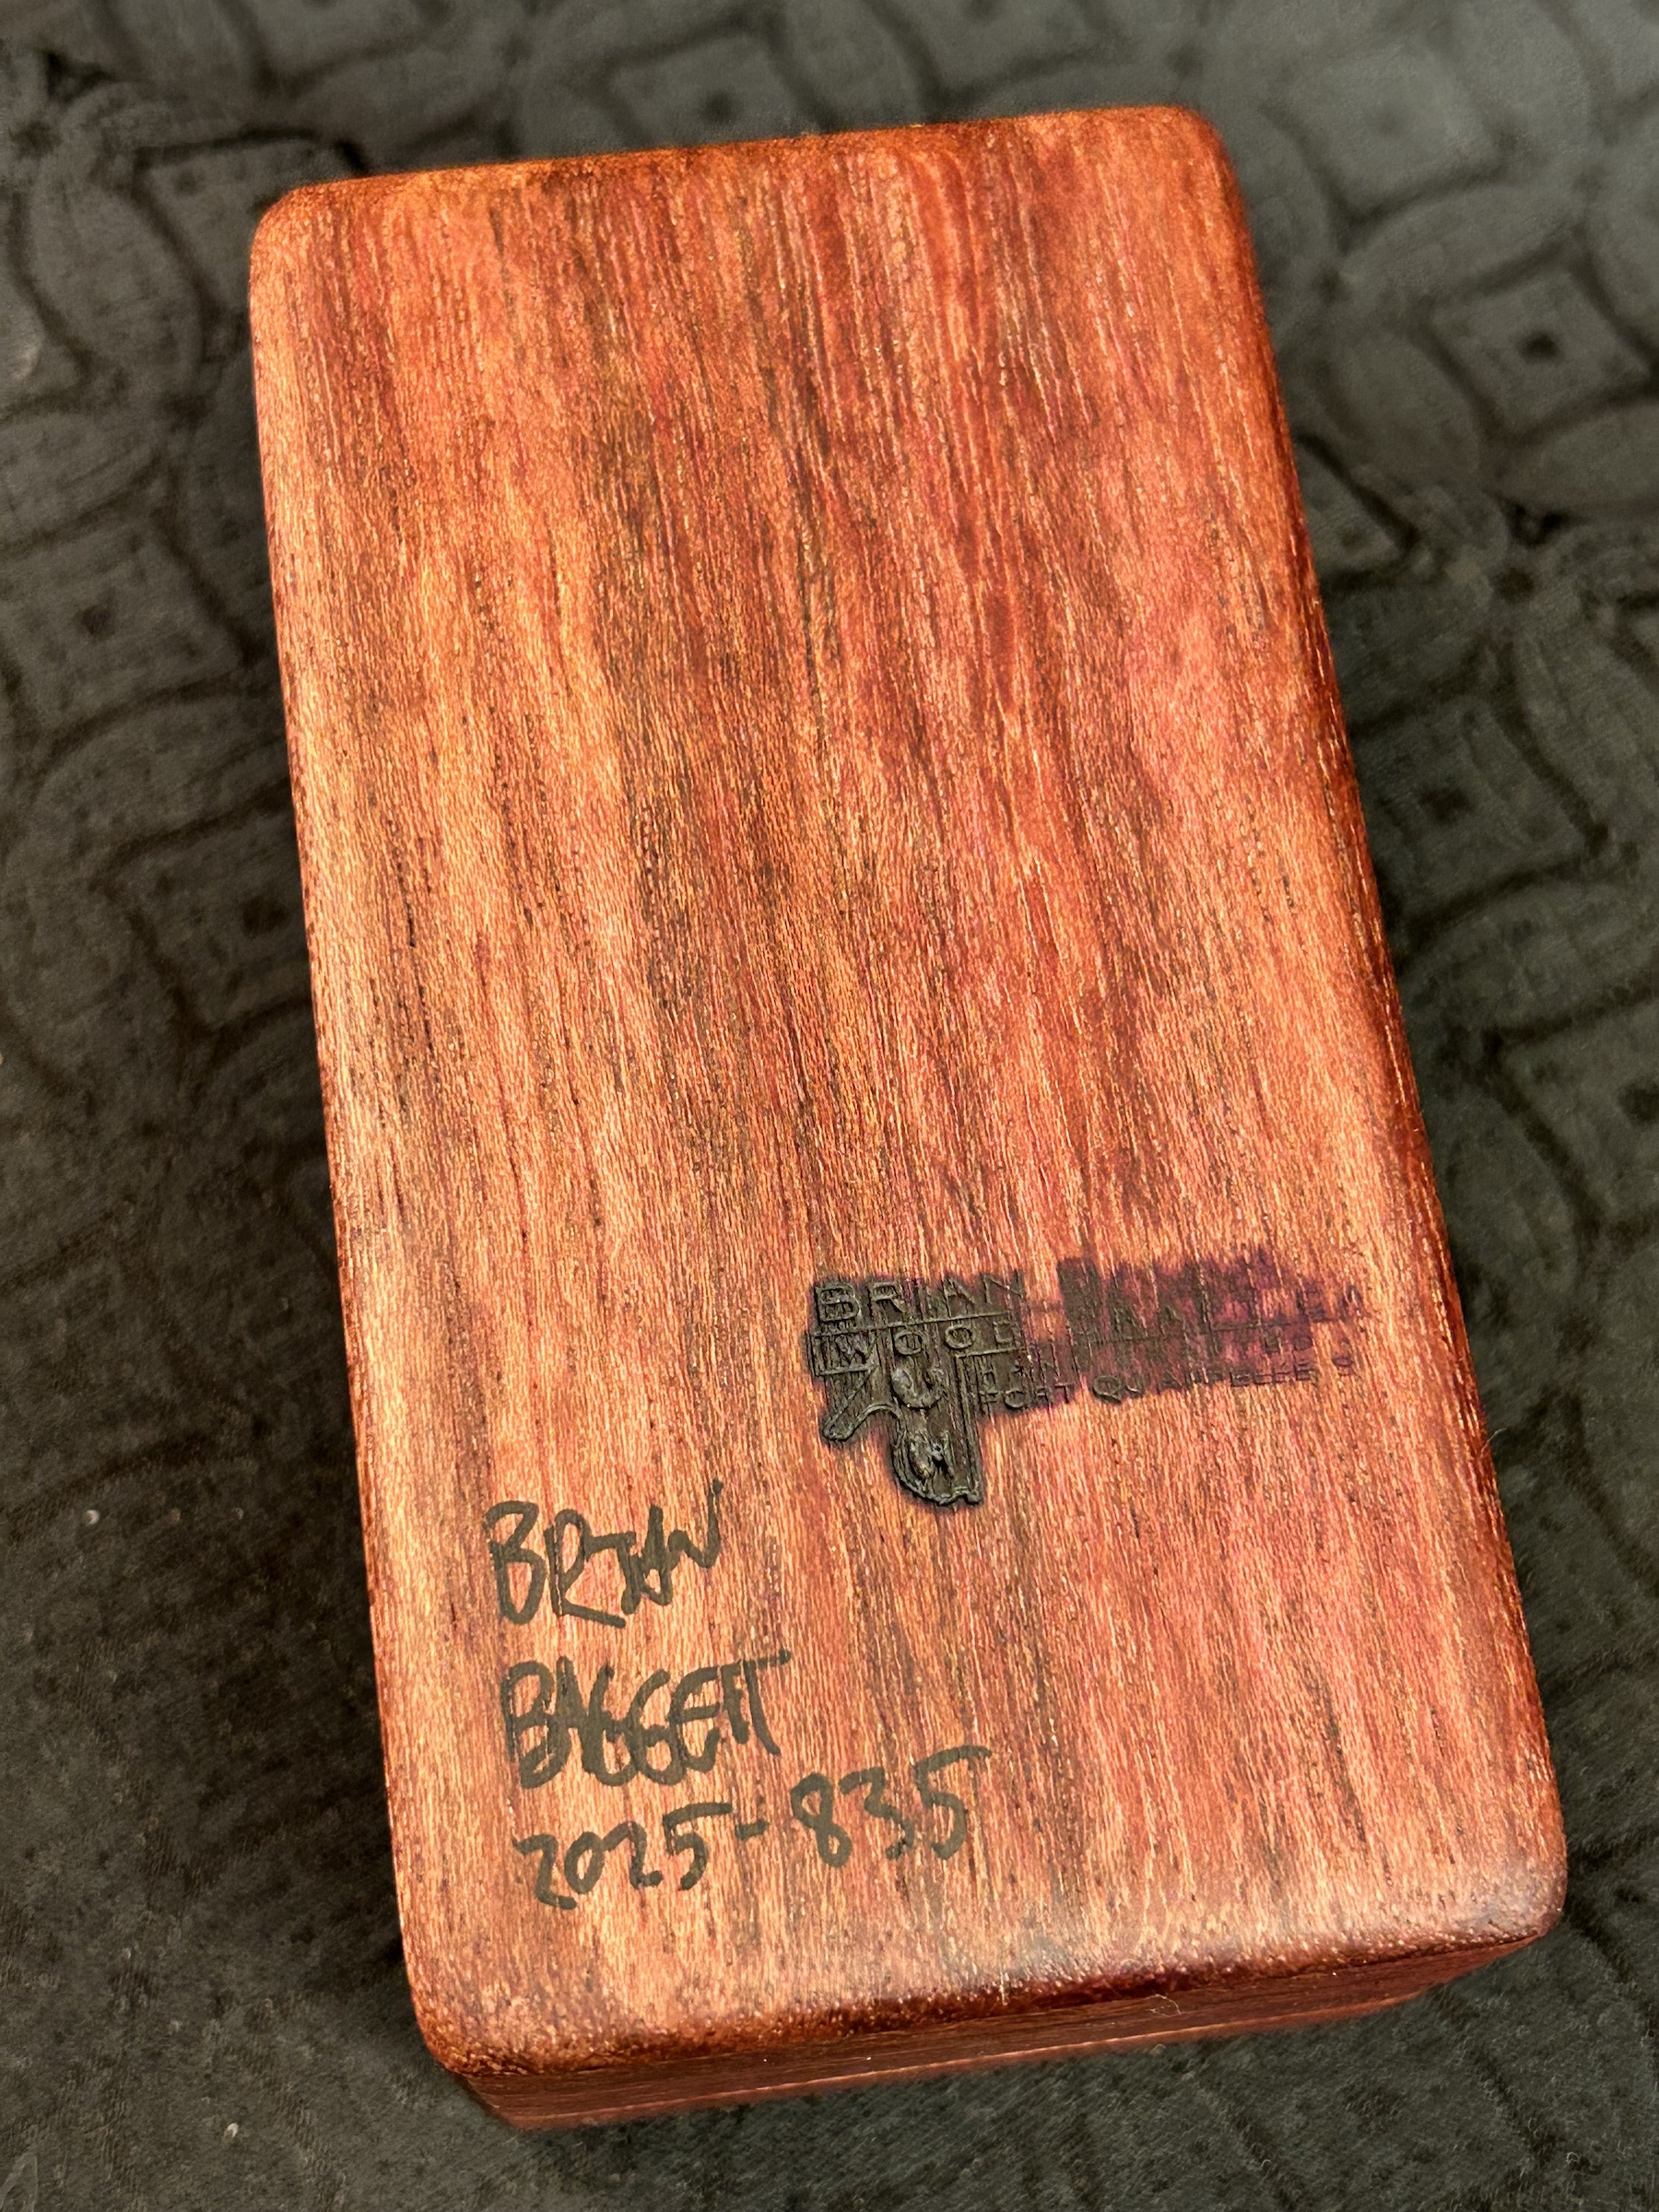 BRIAN
WOOD
FORT QU'APPELLE S
BRIAN
BAGGETT
2025-835